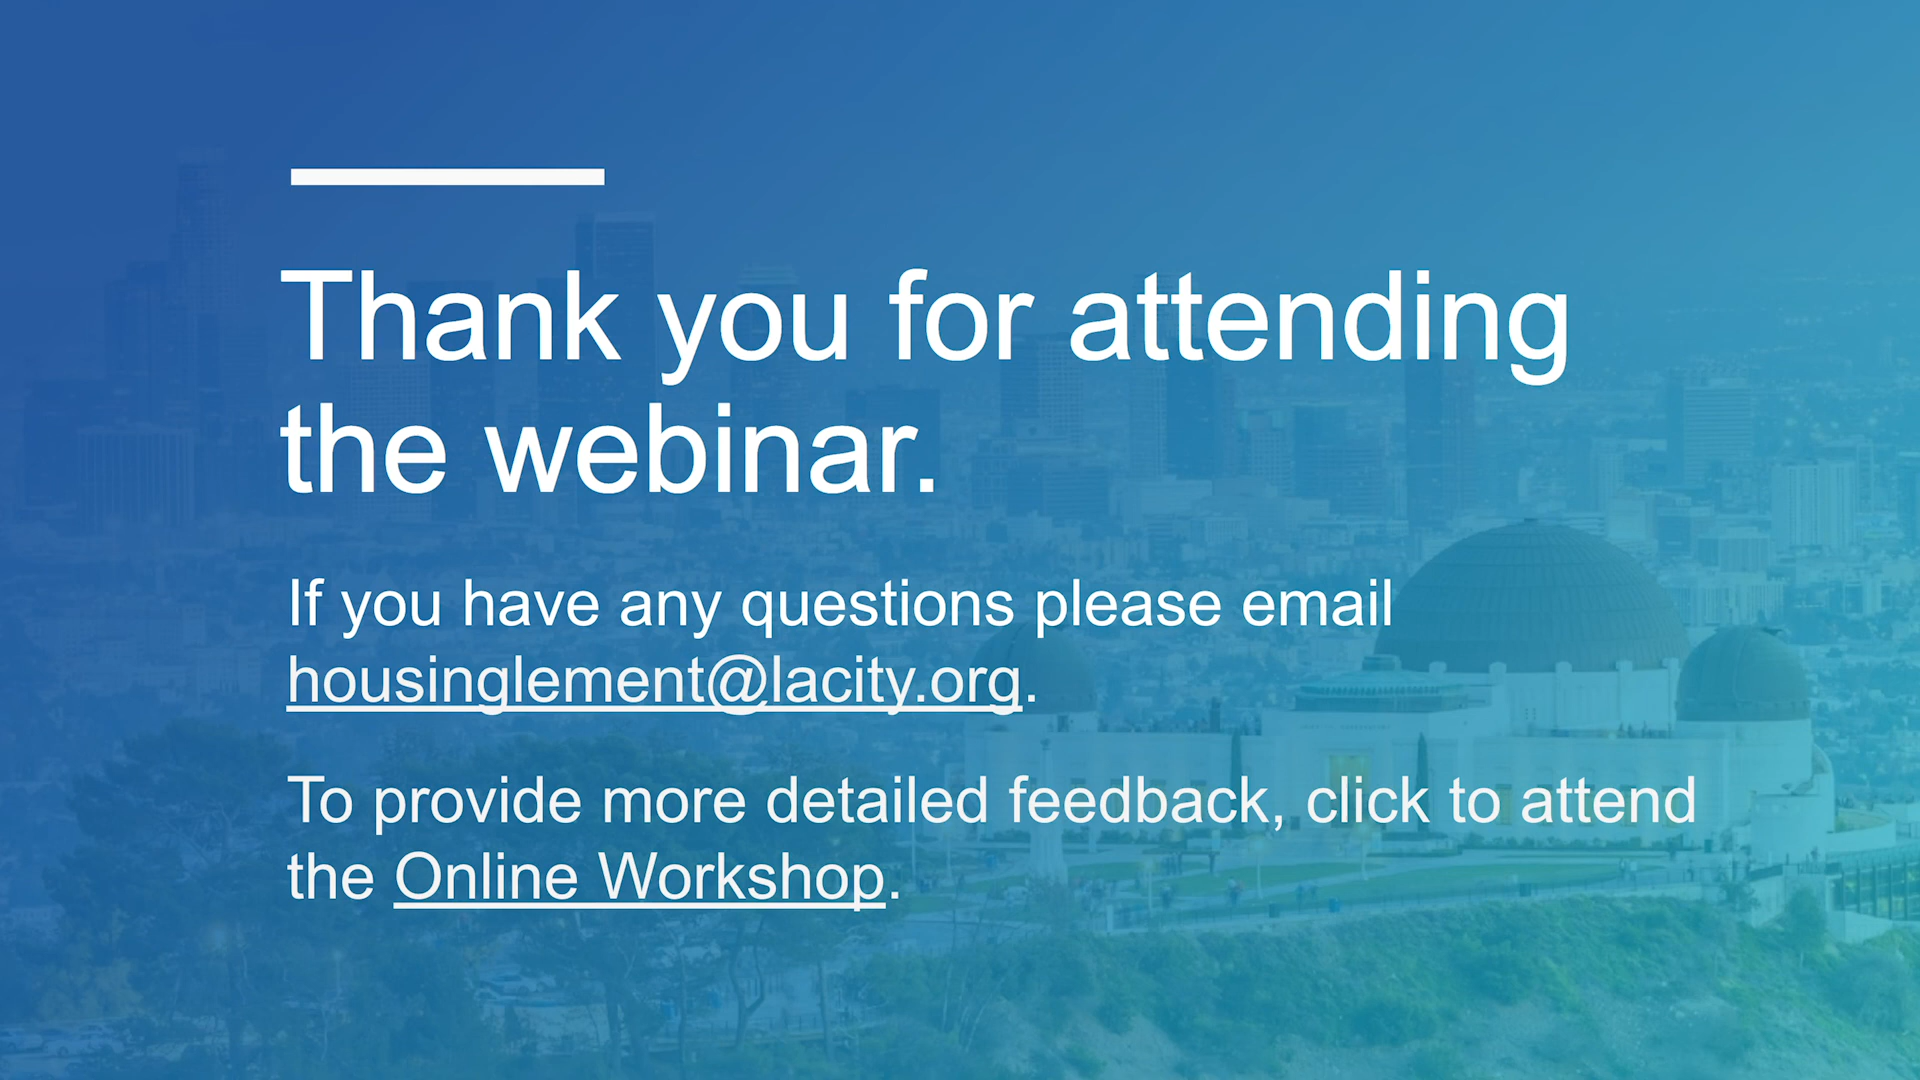 Thank you for attending
the webinar.
If you have any questions please email
housinglement@lacity.org.
To provide more detailed feedback, click to attend
the Online Workshop.